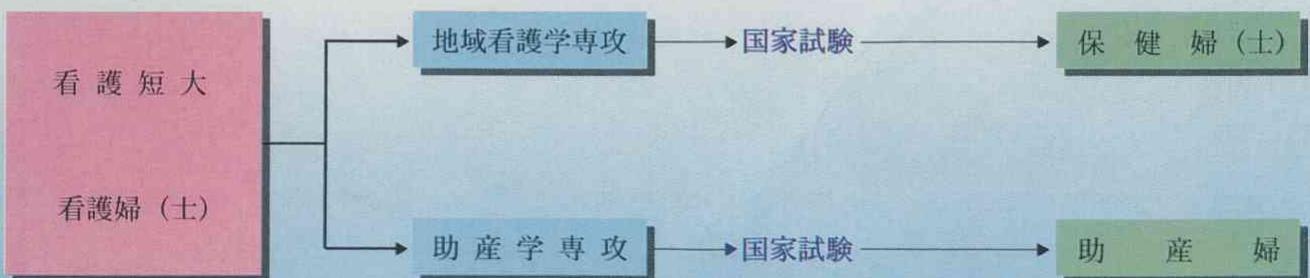 看護短大
看護婦（士）
地域看護学専攻
国家試験
保健婦（士）
助産学専攻
国家試験
助産婦